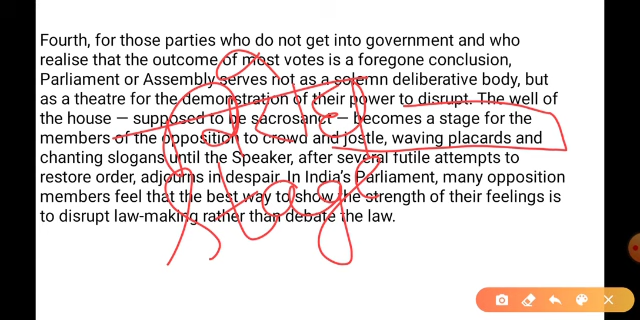 Fourth, for those parties who do not get into government and who
realise that the outcome of most votes is a foregone conclusion,
Parliament or Assembly serves not as a solemn deliberative body, but
as a theatre for the demonstration of their power to disrupt. The well of
the house — supposed to be sacrosanct — becomes a stage for the
members of the opposition to crowd and jostle, waving placards and
chanting slogans until the Speaker, after several futile attempts to
restore order, adjourns in despair. In India's Parliament, many opposition
members feel that the best way to show the strength of their feelings is
to disrupt law-making rather than debate the law.
stage